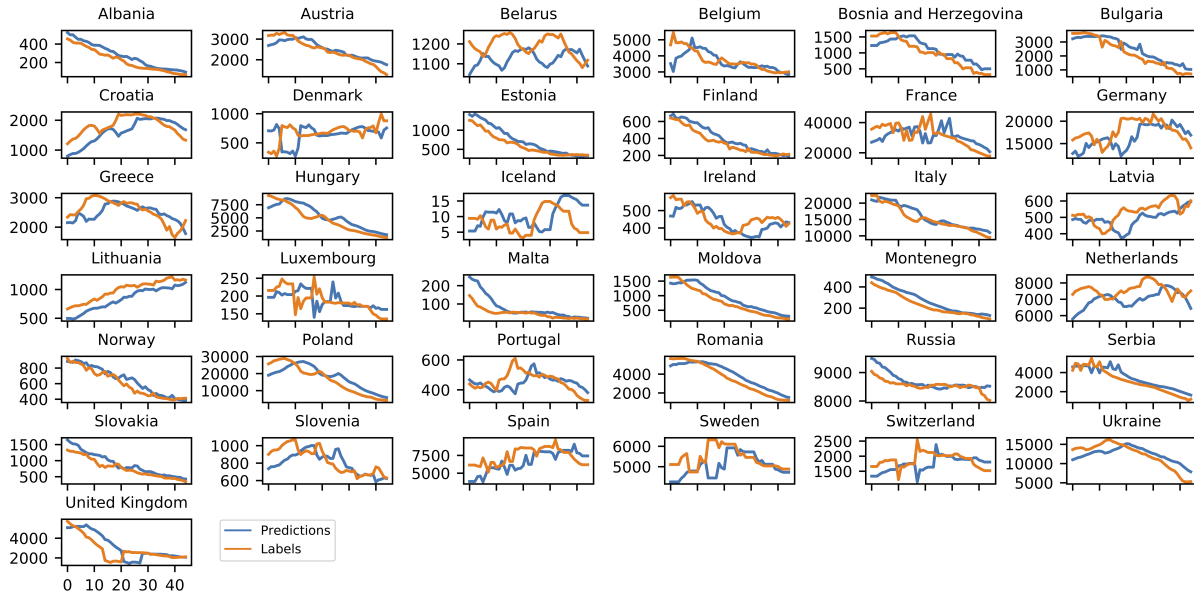 Albania Austria Belarus Belgium Bosnia and Herzegovina Bulgaria
400 3000 1200 5000 1500 3000
200 2000 1100 4000 1000 2000
3000 500 1000
Croatia Denmark Estonia Finland France Germany
2000 1000 1000 600 40000 20000
1000 500 500 400 20000 15000
200
Greece Hungary Iceland Ireland Italy Latvia
3000 7500 15 500 20000 600
2000 5000 10 400 15000 500
2500 5 10000 400
Lithuania Luxembourg Malta Moldova Montenegro Netherlands
1000 250 200 1500 400 8000
500 200 100 1000 200 7000
150 500 6000
Norway Poland Portugal Romania Russia Serbia
800 30000 600 4000 9000 4000
600 20000 400 2000 8000 2000
400 10000
Slovakia Slovenia Spain Sweden Switzerland Ukraine
1500 1000 7500 6000 2500 15000
1000 800 5000 5000 2000 10000
500 600 1500 5000
United Kingdom
4000
2000
0 10 20 30 40
Predictions
Labels